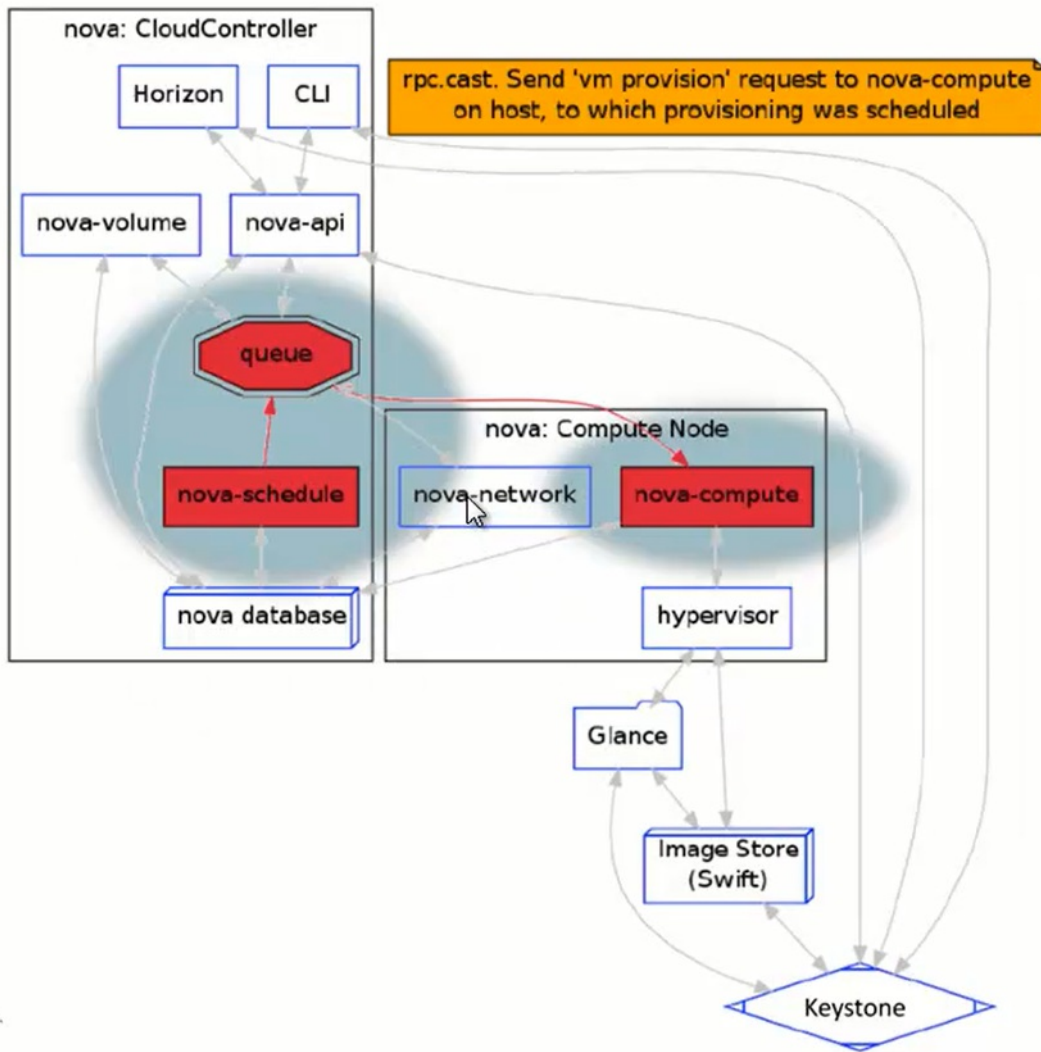 nova: CloudController
Horizon
CLI
rpc.cast. Send 'vm provision' request to nova-compute
on host, to which provisioning was scheduled
nova-volume
nova-api
queue
nova: Compute Node
nova-schedule
nova-network
nova-compute
nova database
hypervisor
Glance
Image Store
(Swift)
Keystone